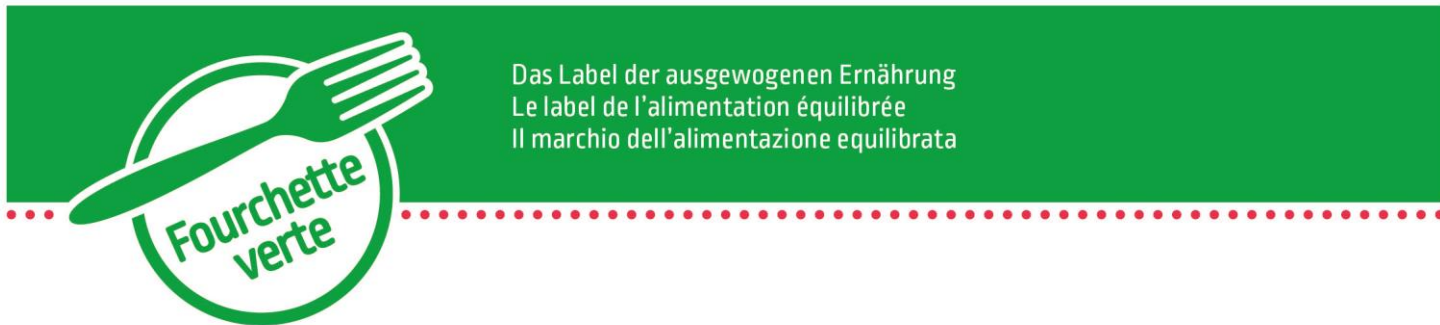 Das Label der ausgewogenen Ernährung
Le label de l'alimentation équilibrée
Il marchio dell'alimentazione equilibrata
Fourchette
verte